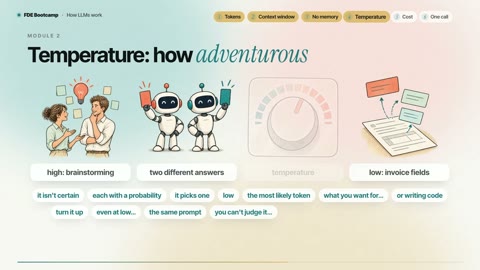 FDE Bootcamp · How LLMs work
Tokens
Context window
No memory
Temperature
Cost
One call
MODULE 2
Temperature: how adventurous
high: brainstorming
two different answers
temperature
low: invoice fields
it isn't certain
each with a probability
it picks one
low
the most likely token
what you want for...
or writing code
turn it up
even at low...
the same prompt
you can't judge it...